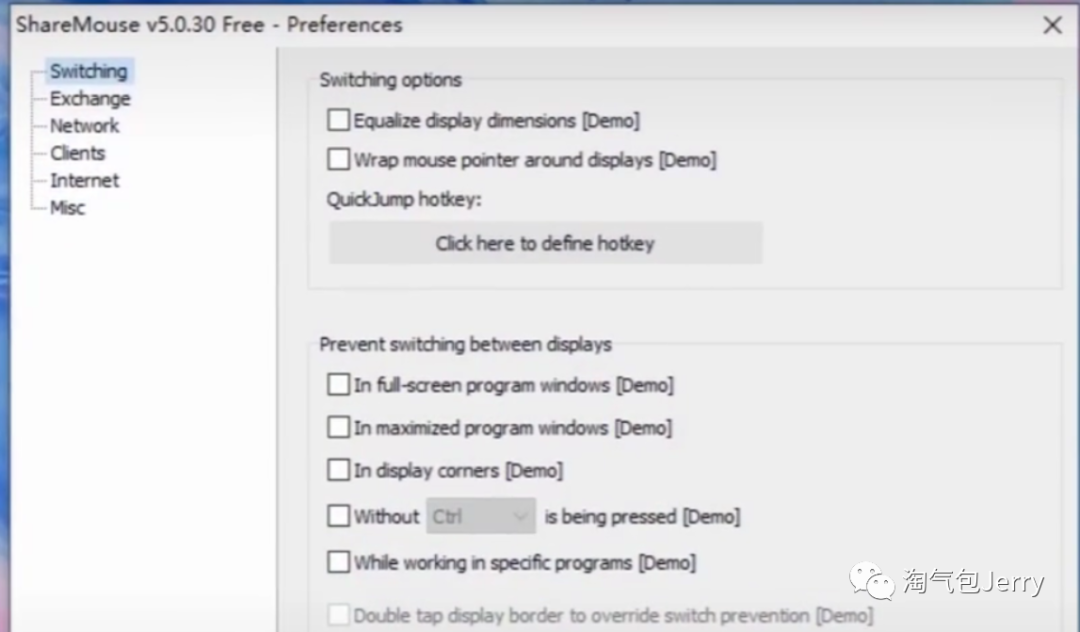 ShareMouse v5.0.30 Free - Preferences
Switching
Exchange
Network
Clients
Internet
Misc
Switching options
Equalize display dimensions [Demo]
Wrap mouse pointer around displays [Demo]
QuickJump hotkey:
Click here to define hotkey
Prevent switching between displays
In full-screen program windows [Demo]
In maximized program windows [Demo]
In display corners [Demo]
Without Ctrl is being pressed [Demo]
While working in specific programs [Demo]
Double tap display border to override switch prevention [Demo]
淘气包Jerry